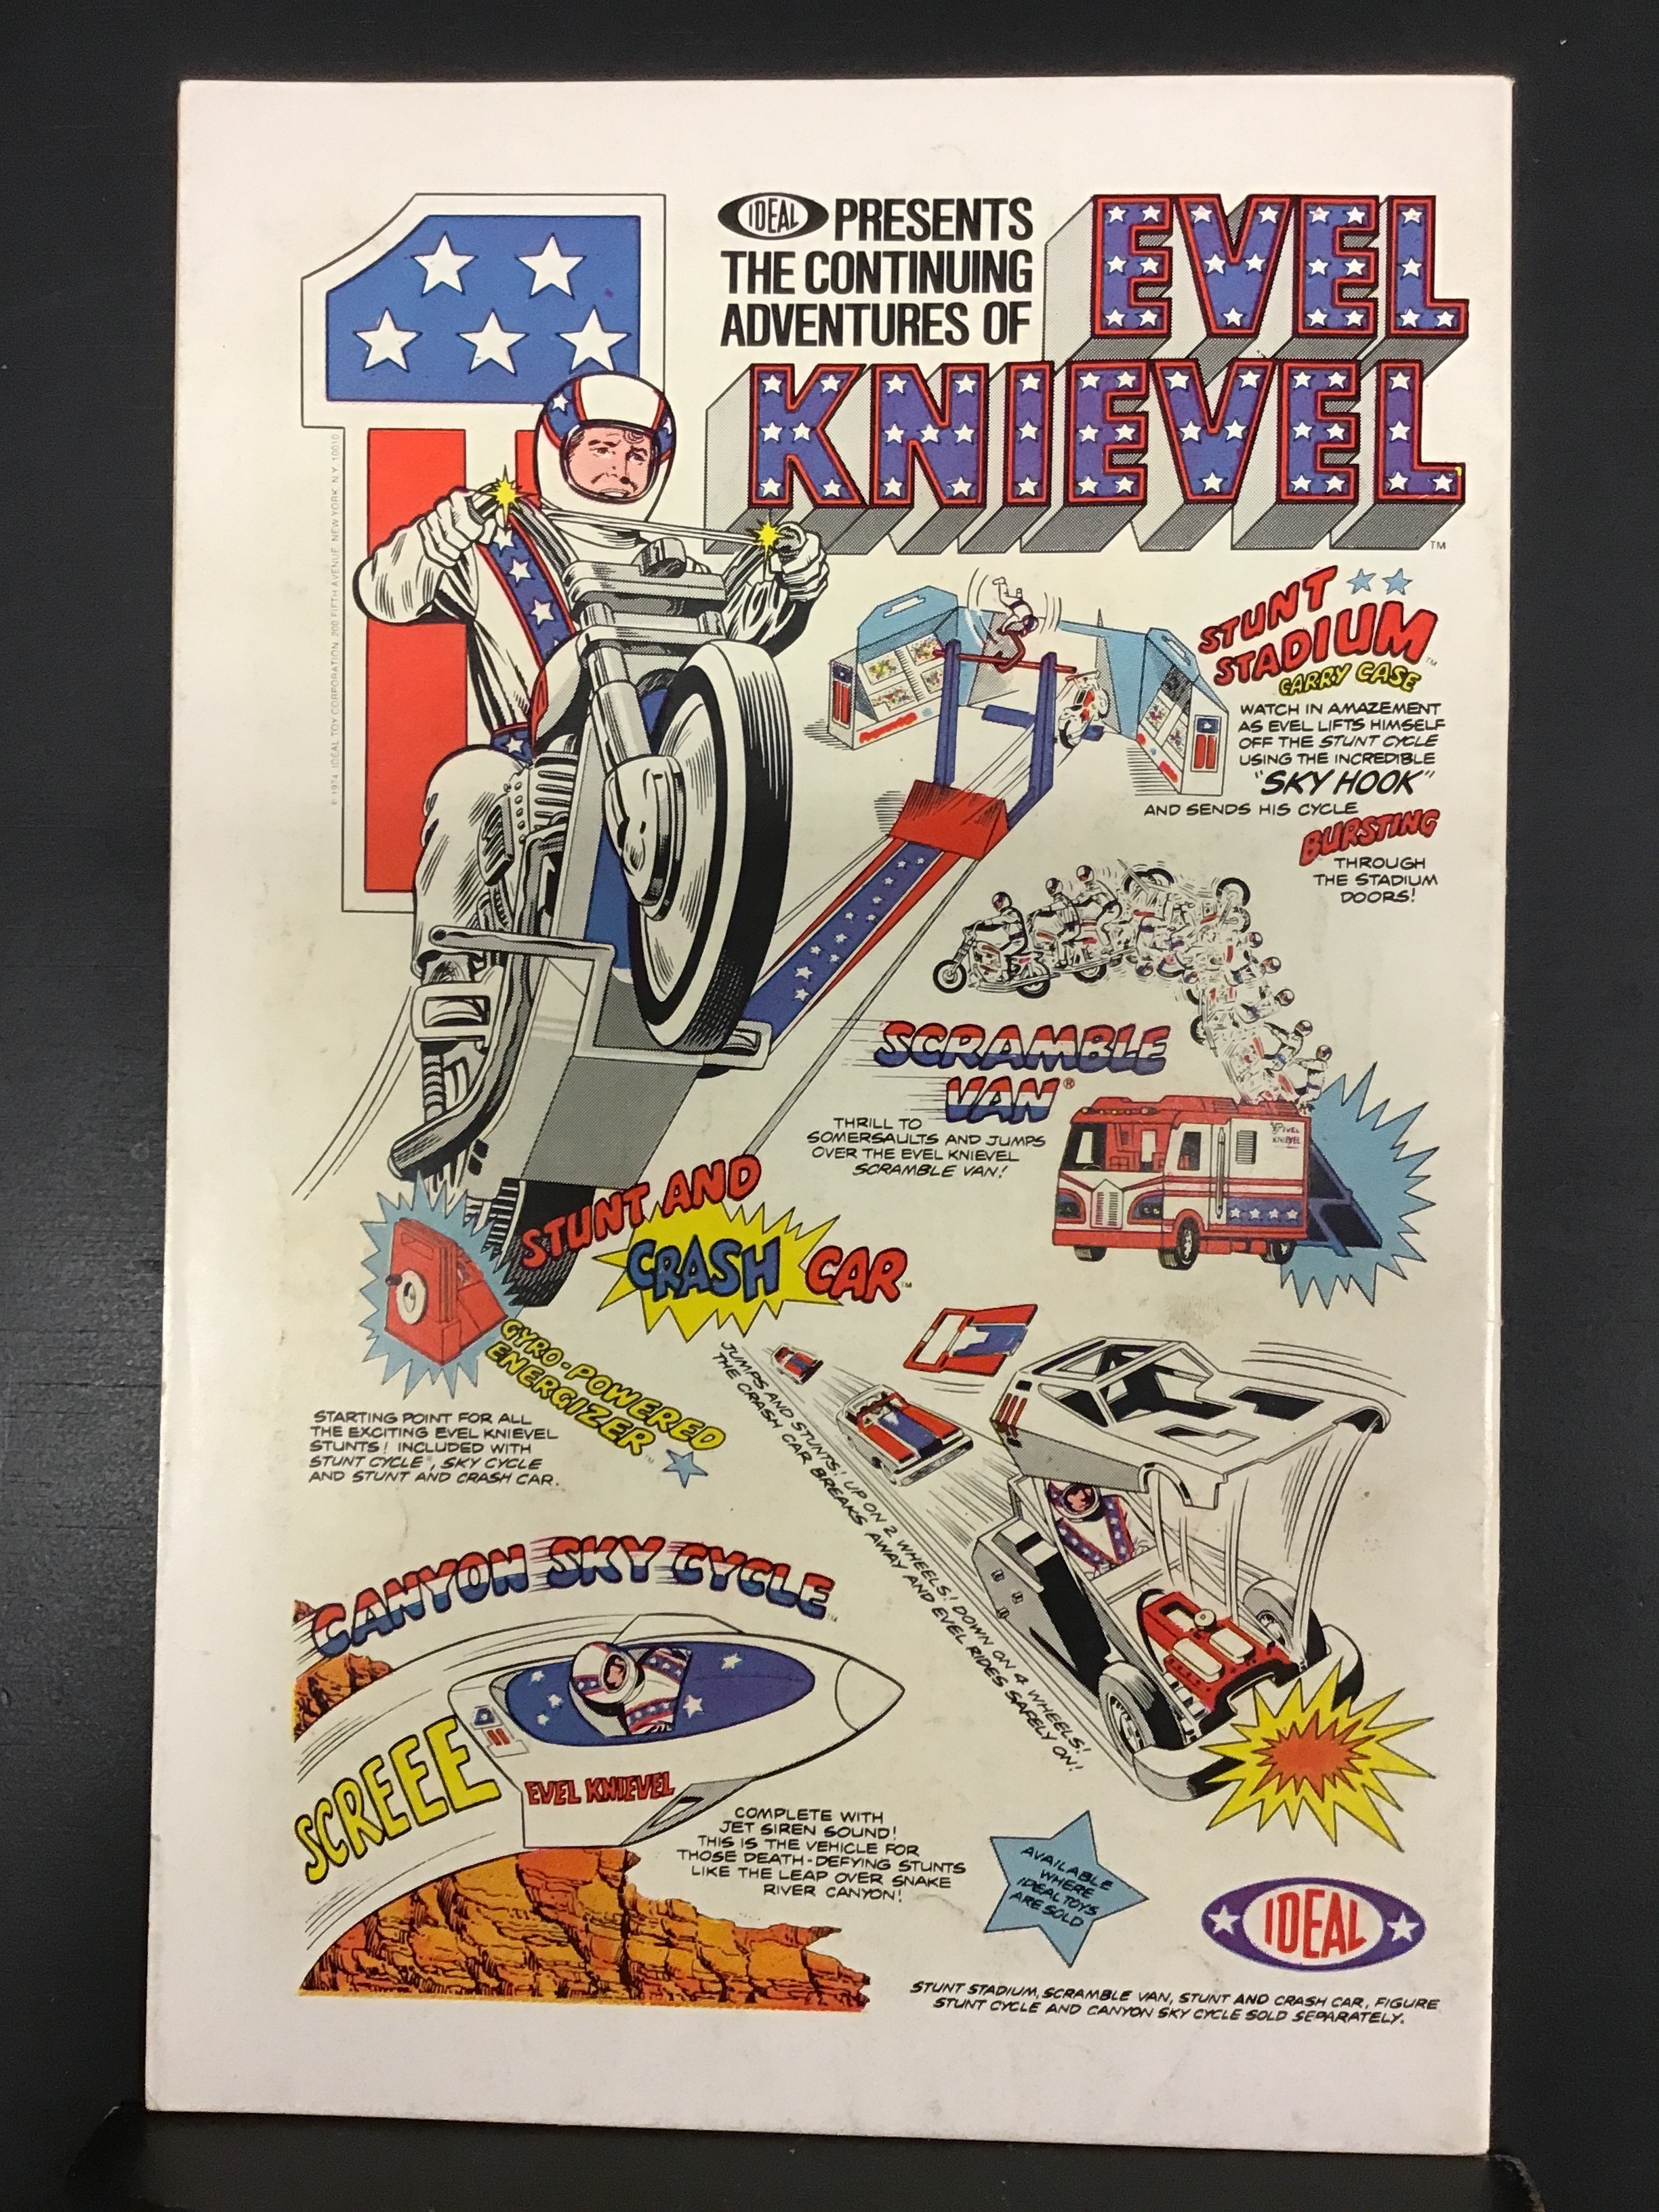 IDEAL PRESENTS
THE CONTINUING
ADVENTURES OF
EVEL
KNIEVEL
TM
© 1974, IDEAL TOY CORPORATION, 200 FIFTH AVENUE, NEW YORK, N.Y. 10010
STUNT
STADIUM
TM
CARRY CASE
WATCH IN AMAZEMENT
AS EVEL LIFTS HIMSELF
OFF THE STUNT CYCLE
USING THE INCREDIBLE
"SKY HOOK"
AND SENDS HIS CYCLE
BURSTING
THROUGH
THE STADIUM
DOORS!
SCRAMBLE
VAN®
THRILL TO
SOMERSAULTS AND JUMPS
OVER THE EVEL KNIEVEL
SCRAMBLE VAN!
EVEL
KNIEVEL
STUNT AND
CRASH CAR TM
GYRO-POWERED
ENERGIZER TM
STARTING POINT FOR ALL
THE EXCITING EVEL KNIEVEL
STUNTS! INCLUDED WITH
STUNT CYCLE®, SKY CYCLE
AND STUNT AND CRASH CAR.
JUMPS AND STUNTS! UP ON 2 WHEELS! DOWN ON 4 WHEELS!
THE CRASH CAR BREAKS AWAY AND EVEL RIDES SAFELY ON!
CANYON SKY CYCLE TM
SCREEE
EVEL KNIEVEL
COMPLETE WITH
JET SIREN SOUND!
THIS IS THE VEHICLE FOR
THOSE DEATH-DEFYING STUNTS
LIKE THE LEAP OVER SNAKE
RIVER CANYON!
AVAILABLE
WHERE
IDEAL TOYS
ARE SOLD
IDEAL
STUNT STADIUM, SCRAMBLE VAN, STUNT AND CRASH CAR, FIGURE
STUNT CYCLE AND CANYON SKY CYCLE SOLD SEPARATELY.